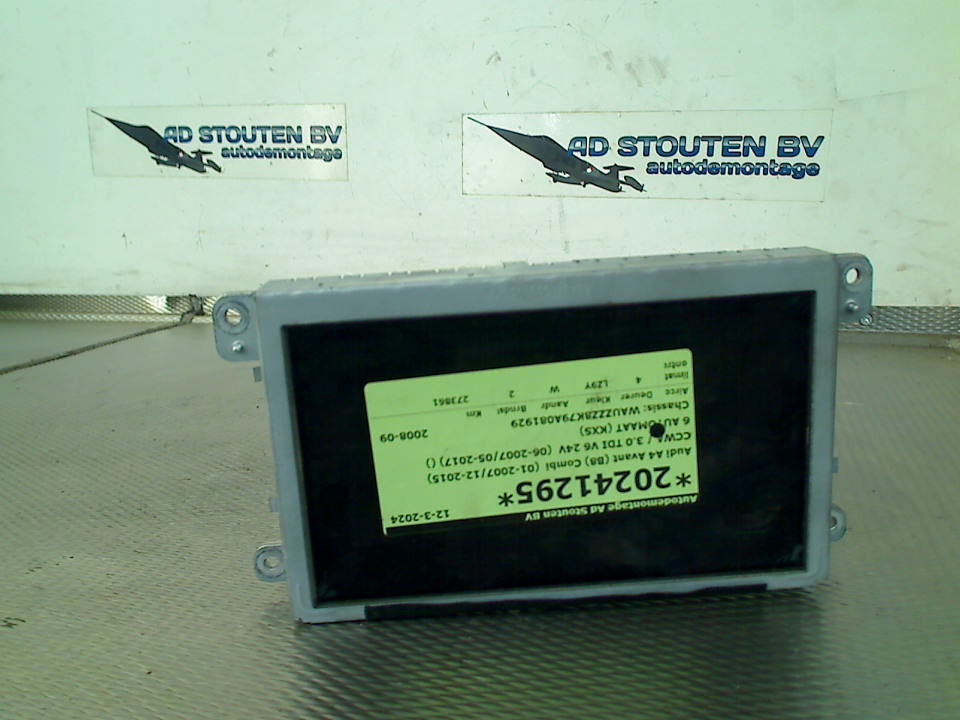 AD STOUTEN BV
autodemontage
AD STOUTEN BV
autodemontage
Autodemontage Ad Stouten BV 12-3-2024
*20241295*
Audi A4 Avant (B8) Combi (01-2007/12-2015)
CCWA / 3.0 TDI V6 24V (06-2007/05-2017) ()
6 AUTOMAAT (KXS)
Chassis: WAUZZZ8K79A081929 2008-09
Airco Deurer Kleur Aandr Brndsl Km
limat 4 LZ9Y W 2 273861